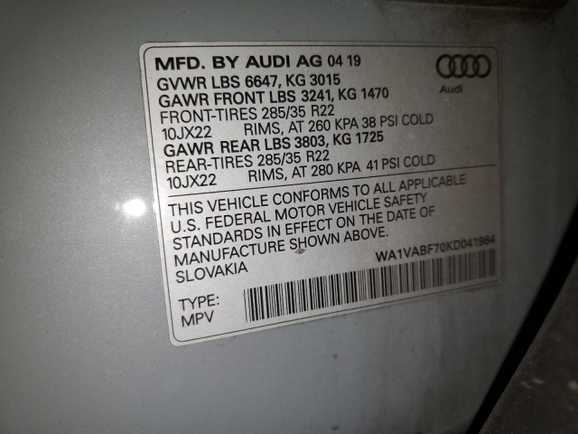 MFD. BY AUDI AG 04 19
GVWR LBS 6647, KG 3015
GAWR FRONT LBS 3241, KG 1470
FRONT-TIRES 285/35 R22
10JX22 RIMS, AT 260 KPA 38 PSI COLD
GAWR REAR LBS 3803, KG 1725
REAR-TIRES 285/35 R22
10JX22 RIMS, AT 280 KPA 41 PSI COLD
Audi
THIS VEHICLE CONFORMS TO ALL APPLICABLE
U.S. FEDERAL MOTOR VEHICLE SAFETY
STANDARDS IN EFFECT ON THE DATE OF
MANUFACTURE SHOWN ABOVE.
SLOVAKIA
WA1VABF70KD041984
TYPE:
MPV